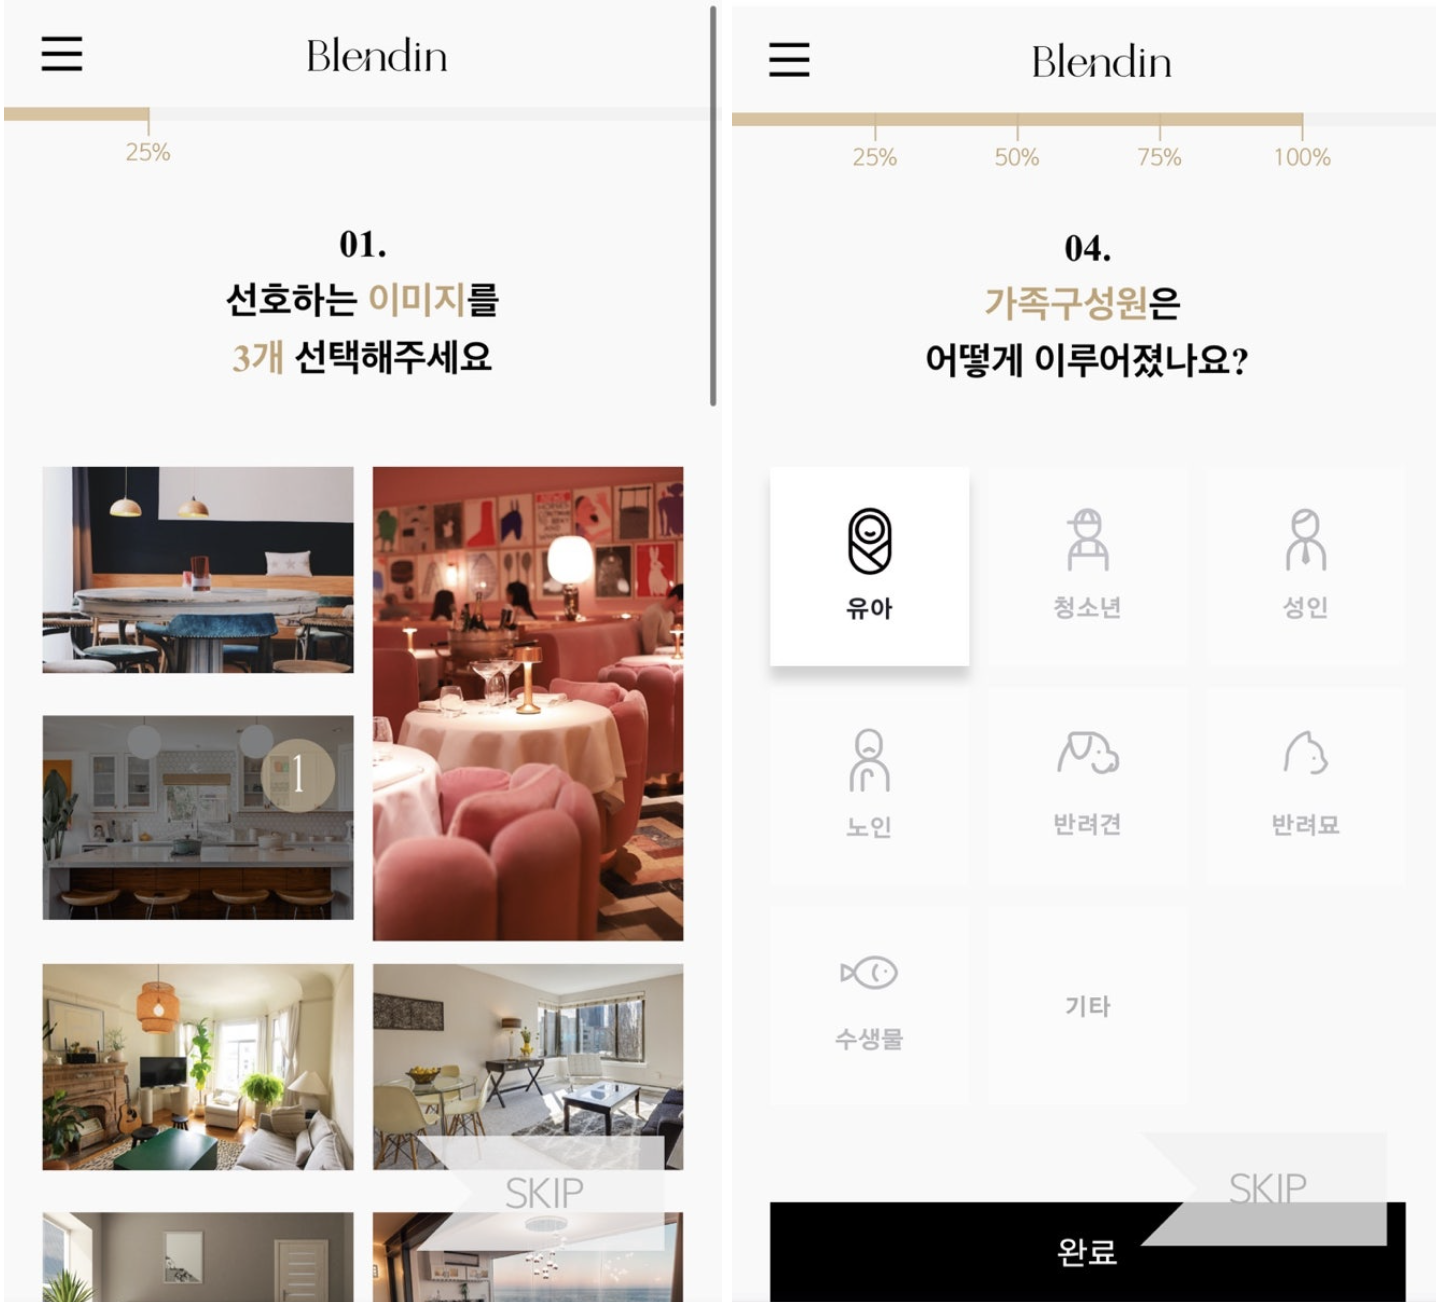 Blendin
25%
01.
선호하는 이미지를
3개 선택해주세요
1
SKIP
Blendin
25% 50% 75% 100%
04.
가족구성원은
어떻게 이루어졌나요?
유아 청소년 성인
노인 반려견 반려묘
수생물 기타
SKIP
완료